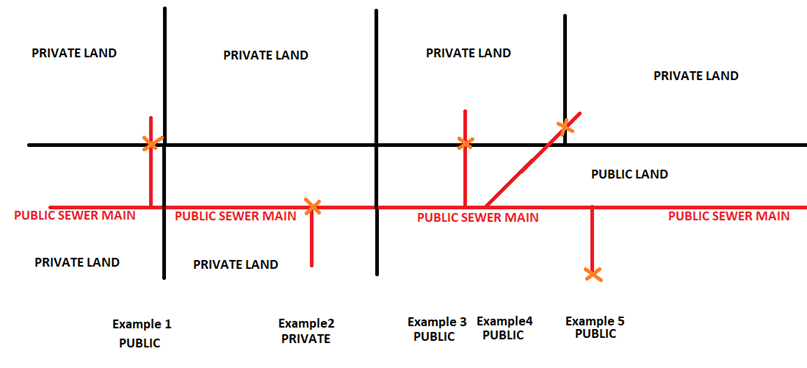 PRIVATE LAND
PRIVATE LAND
PRIVATE LAND
PRIVATE LAND
PUBLIC LAND
PUBLIC SEWER MAIN
PUBLIC SEWER MAIN
PUBLIC SEWER MAIN
PUBLIC SEWER MAIN
PRIVATE LAND
PRIVATE LAND
Example 1
PUBLIC
Example2
PRIVATE
Example 3
PUBLIC
Example4
PUBLIC
Example 5
PUBLIC